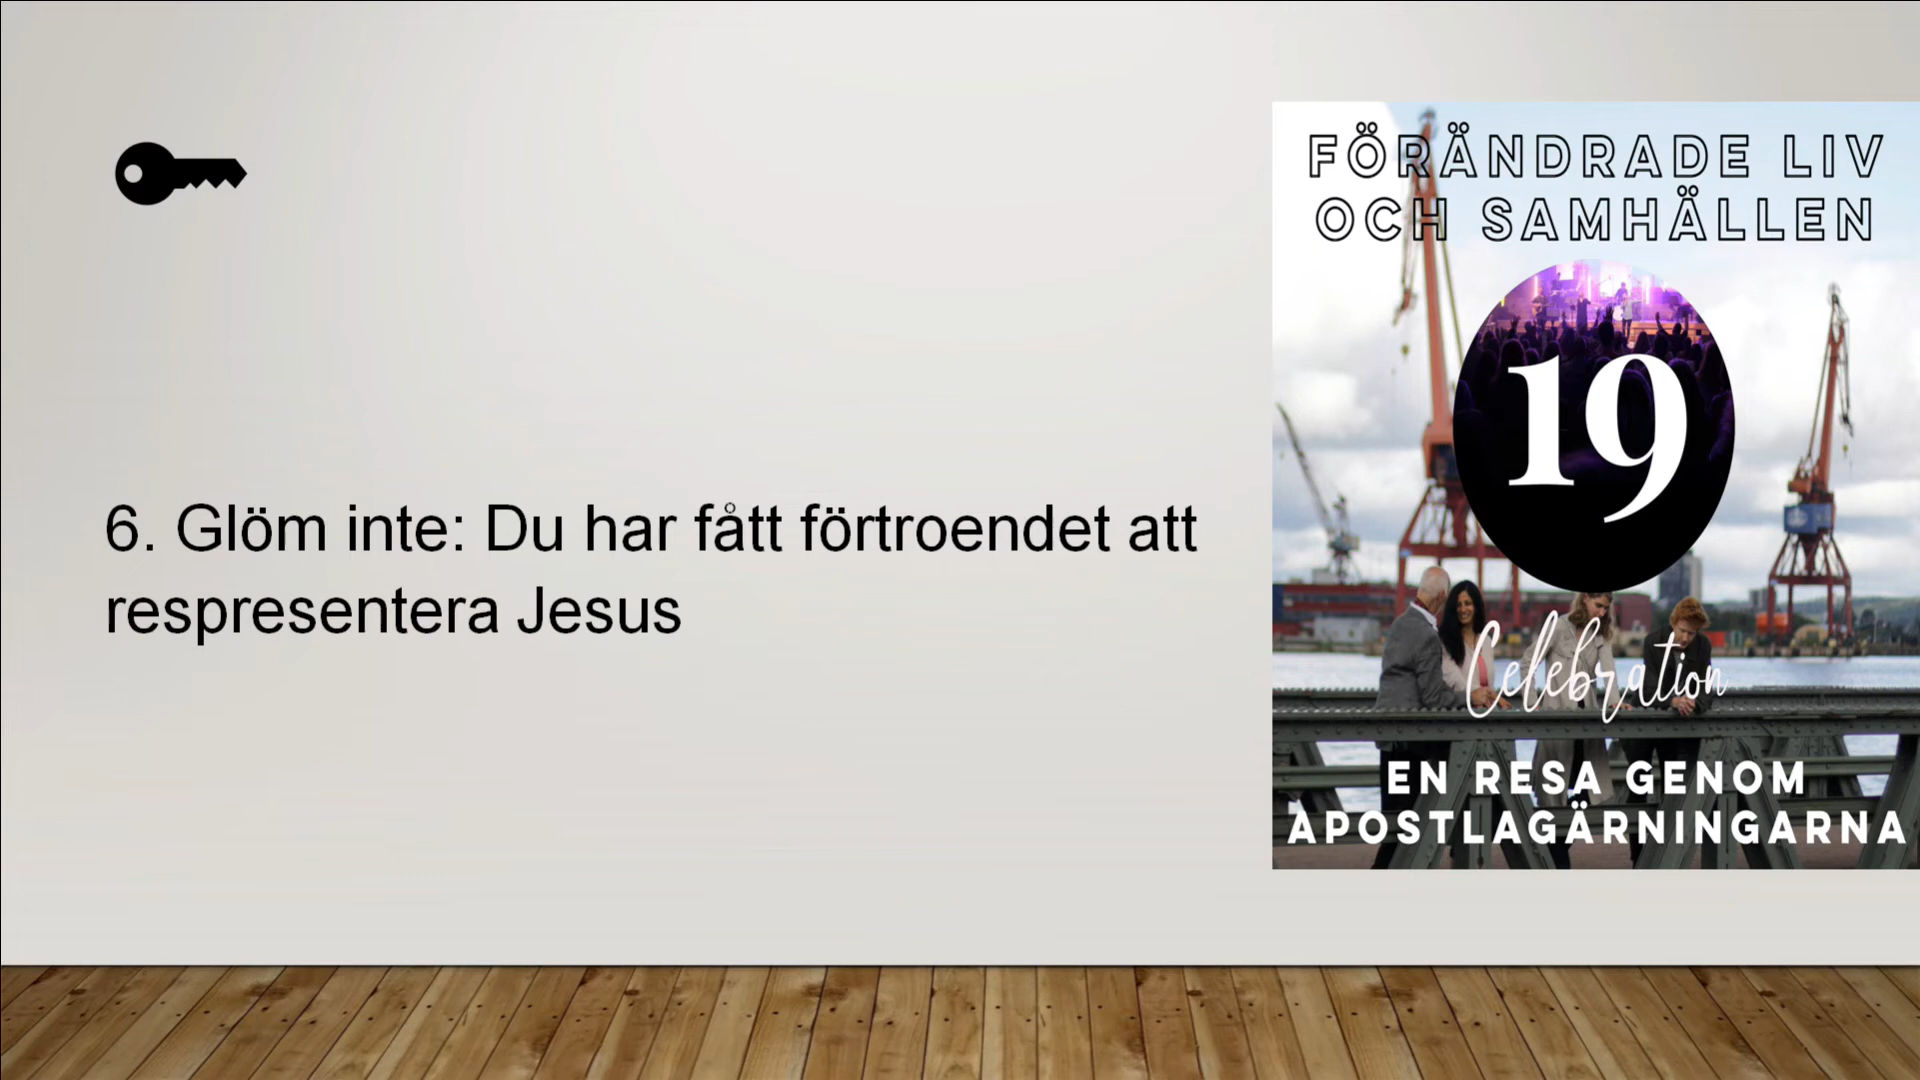 6. Glöm inte: Du har fått förtroendet att
respresentera Jesus
FÖRÄNDRADE LIV
OCH SAMHÄLLEN
19
Celebration
EN RESA GENOM
APOSTLAGÄRNINGARNA